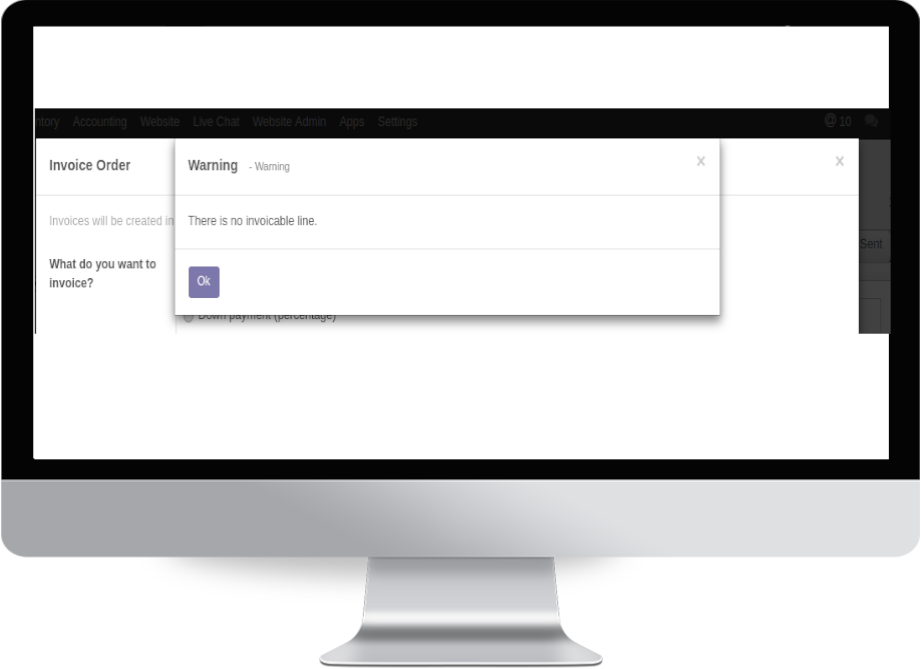 ntory Accounting Website Live Chat Website Admin Apps Settings @ 10
Invoice Order x
Warning - Warning x
Invoices will be created in
There is no invoicable line.
What do you want to
invoice?
Sent
Ok
Down payment (percentage)